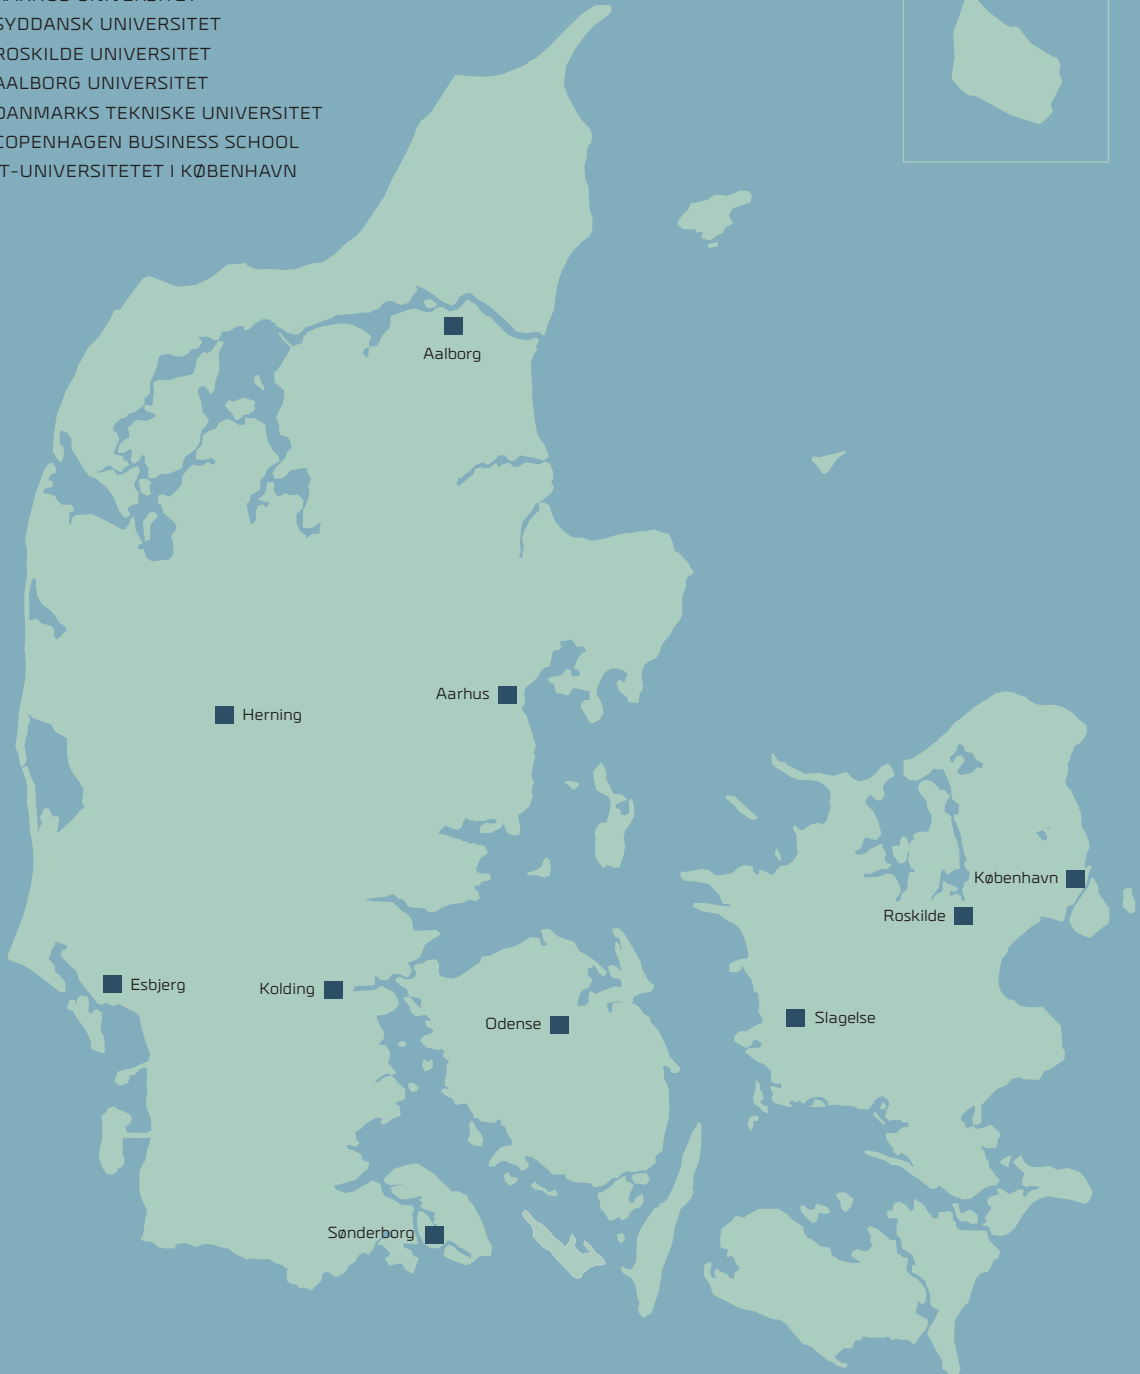 SYDDANSK UNIVERSITET
ROSKILDE UNIVERSITET
AALBORG UNIVERSITET
DANMARKS TEKNISKE UNIVERSITET
COPENHAGEN BUSINESS SCHOOL
IT-UNIVERSITETET I KØBENHAVN
Aalborg
Aarhus
Herning
København
Roskilde
Esbjerg
Kolding
Odense
Slagelse
Sønderborg